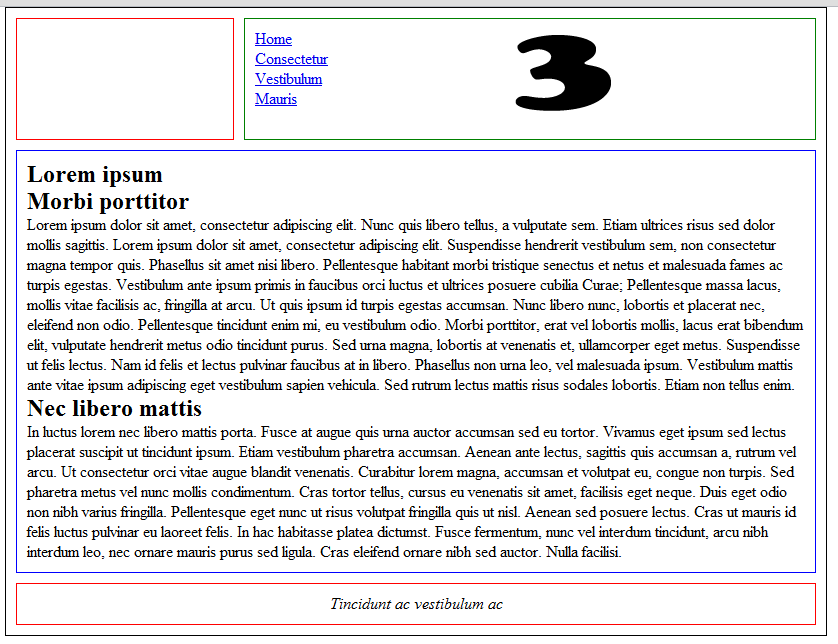 Home
Consectetur
Vestibulum
Mauris
3
Lorem ipsum
Morbi porttitor
Lorem ipsum dolor sit amet, consectetur adipiscing elit. Nunc quis libero tellus, a vulputate sem. Etiam ultrices risus sed dolor
mollis sagittis. Lorem ipsum dolor sit amet, consectetur adipiscing elit. Suspendisse hendrerit vestibulum sem, non consectetur
magna tempor quis. Phasellus sit amet nisi libero. Pellentesque habitant morbi tristique senectus et netus et malesuada fames ac
turpis egestas. Vestibulum ante ipsum primis in faucibus orci luctus et ultrices posuere cubilia Curae; Pellentesque massa lacus,
mollis vitae facilisis ac, fringilla at arcu. Ut quis ipsum id turpis egestas accumsan. Nunc libero nunc, lobortis et placerat nec,
eleifend non odio. Pellentesque tincidunt enim mi, eu vestibulum odio. Morbi porttitor, erat vel lobortis mollis, lacus erat bibendum
elit, vulputate hendrerit metus odio tincidunt purus. Sed urna magna, lobortis at venenatis et, ullamcorper eget metus. Suspendisse
ut felis lectus. Nam id felis et lectus pulvinar faucibus at in libero. Phasellus non urna leo, vel malesuada ipsum. Vestibulum mattis
ante vitae ipsum adipiscing eget vestibulum sapien vehicula. Sed rutrum lectus mattis risus sodales lobortis. Etiam non tellus enim.
Nec libero mattis
In luctus lorem nec libero mattis porta. Fusce at augue quis urna auctor accumsan sed eu tortor. Vivamus eget ipsum sed lectus
placerat suscipit ut tincidunt ipsum. Etiam vestibulum pharetra accumsan. Aenean ante lectus, sagittis quis accumsan a, rutrum vel
arcu. Ut consectetur orci vitae augue blandit venenatis. Curabitur lorem magna, accumsan et volutpat eu, congue non turpis. Sed
pharetra metus vel nunc mollis condimentum. Cras tortor tellus, cursus eu venenatis sit amet, facilisis eget neque. Duis eget odio
non nibh varius fringilla. Pellentesque eget nunc ut risus volutpat fringilla quis ut nisl. Aenean sed posuere lectus. Cras ut mauris id
felis luctus pulvinar eu laoreet felis. In hac habitasse platea dictumst. Fusce fermentum, nunc vel interdum tincidunt, arcu nibh
interdum leo, nec ornare mauris purus sed ligula. Cras eleifend ornare nibh sed auctor. Nulla facilisi.
Tincidunt ac vestibulum ac